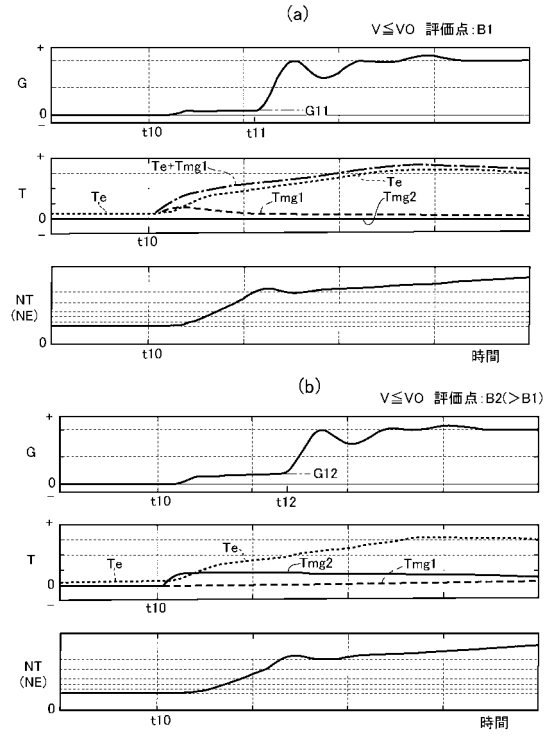 (a)
V≦VO 評価点:B1
+
G
0
−
G11
t10
t11
+
T
0
−
Te+Tmg1
Te
Te
Tmg1
Tmg2
t10
NT
(NE)
0
t10
時間
(b)
V≦VO 評価点:B2(>B1)
+
G
0
−
G12
t10
t12
+
T
0
−
Te
Te
Tmg2
Tmg1
t10
NT
(NE)
0
t10
時間